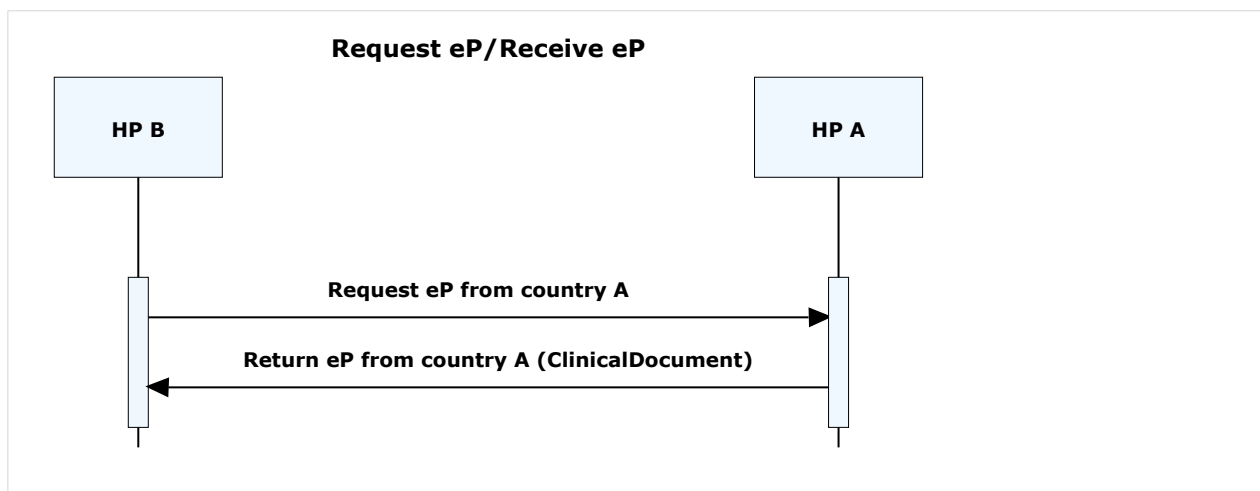 Request eP/Receive eP
HP B
HP A
Request eP from country A
Return eP from country A (ClinicalDocument)